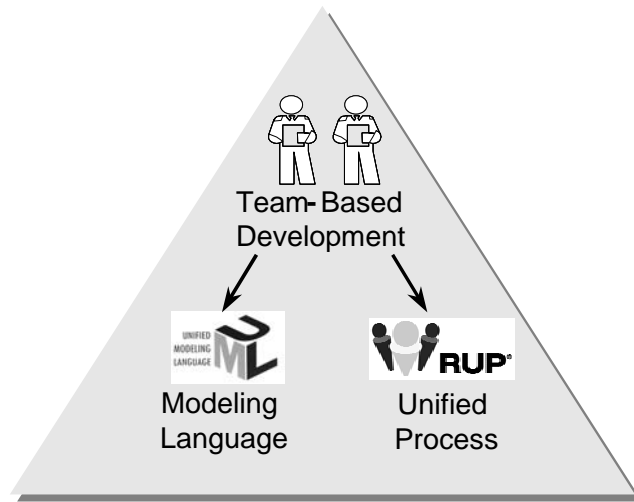 Team-Based
Development
UNIFIED
MODELING
LANGUAGE
UML
RUP®
Modeling
Language
Unified
Process